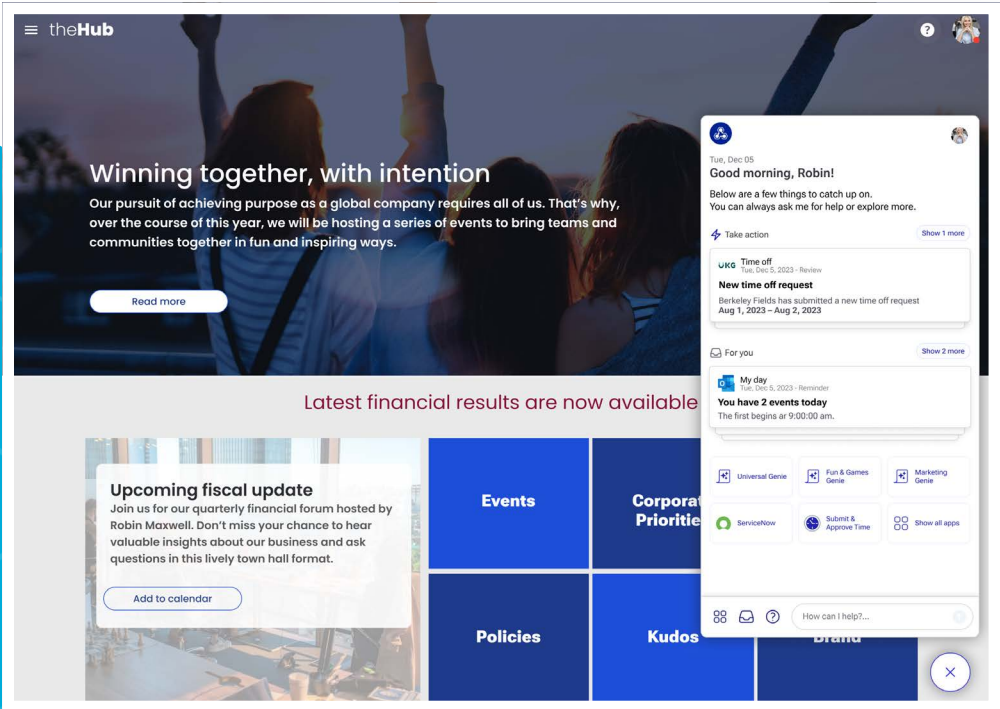 theHub
?
Winning together, with intention
Our pursuit of achieving purpose as a global company requires all of us. That's why,
over the course of this year, we will be hosting a series of events to bring teams and
communities together in fun and inspiring ways.
Read more
Latest financial results are now available
Upcoming fiscal update
Join us for our quarterly financial forum hosted by
Robin Maxwell. Don't miss your chance to hear
valuable insights about our business and ask
questions in this lively town hall format.
Add to calendar
Events
Corporat
Prioritie
Policies
Kudos
Brand
Tue, Dec 05
Good morning, Robin!
Below are a few things to catch up on.
You can always ask me for help or explore more.
Take action
Show 1 more
UKG Time off
Tue, Dec 5, 2023 - Review
New time off request
Berkeley Fields has submitted a new time off request
Aug 1, 2023 – Aug 2, 2023
For you
Show 2 more
My day
Tue, Dec 5, 2023 - Reminder
You have 2 events today
The first begins ar 9:00:00 am.
Universal Genie
Fun & Games
Genie
Marketing
Genie
ServiceNow
Submit &
Approve Time
Show all apps
?
How can I help?...